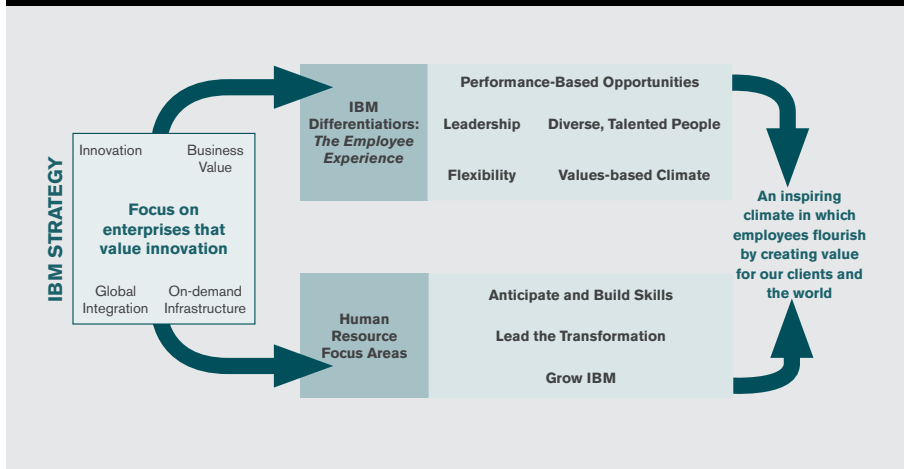 IBM STRATEGY
Innovation
Business
Value
Focus on
enterprises that
value innovation
Global
Integration
On-demand
Infrastructure
IBM
Differentiatiors:
The Employee
Experience
Performance-Based Opportunities
Leadership
Diverse, Talented People
Flexibility
Values-based Climate
Human
Resource
Focus Areas
Anticipate and Build Skills
Lead the Transformation
Grow IBM
An inspiring
climate in which
employees flourish
by creating value
for our clients and
the world